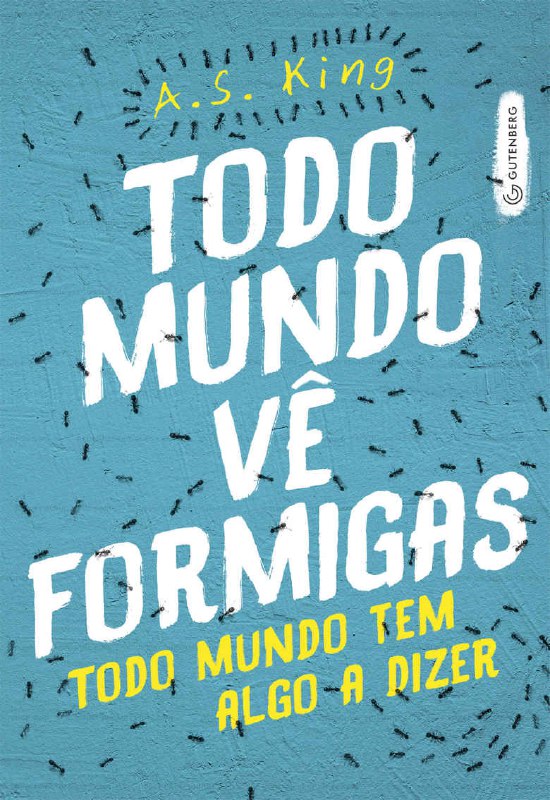 A.S. King
GUTENBERG
TODO
MUNDO
VÊ
FORMIGAS
TODO MUNDO TEM
ALGO A DIZER